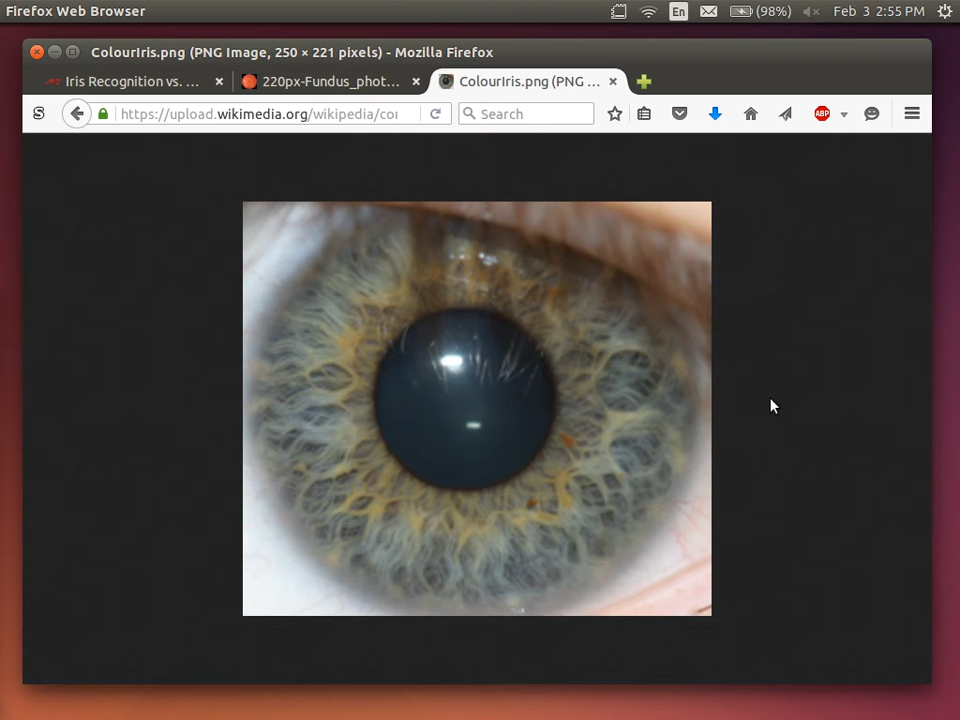 Firefox Web Browser
En
(98%)
Feb 3 2:55 PM
ColourIris.png (PNG Image, 250 × 221 pixels) - Mozilla Firefox
Iris Recognition vs. ...
220px-Fundus_phot...
ColourIris.png (PNG ...
S
https://upload.wikimedia.org/wikipedia/cor
Search
ABP